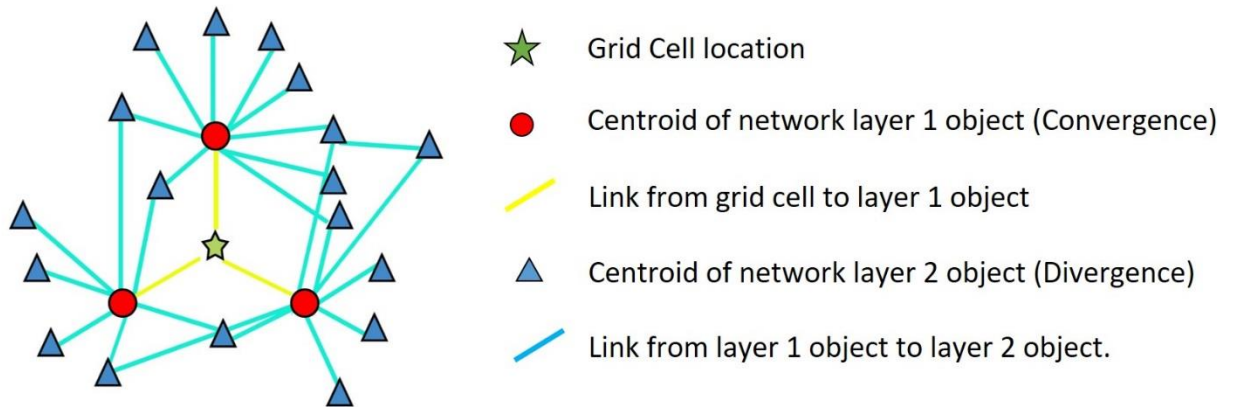 Grid Cell location
Centroid of network layer 1 object (Convergence)
Link from grid cell to layer 1 object
Centroid of network layer 2 object (Divergence)
Link from layer 1 object to layer 2 object.